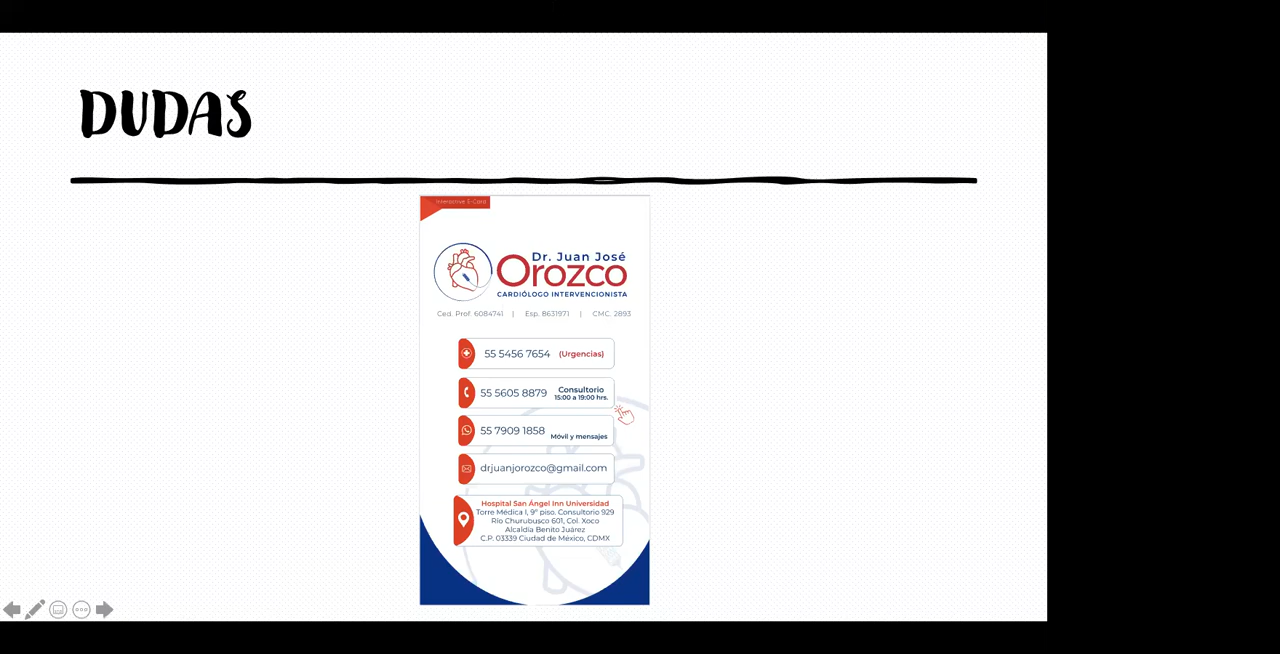 DUDAS
Interactive E-Card
Dr. Juan José
Orozco
CARDIÓLOGO INTERVENCIONISTA
Ced. Prof. 6084741 | Esp. 8631971 | CMC. 2893
55 5456 7654 (Urgencias)
55 5605 8879 Consultorio
15:00 a 19:00 hrs.
55 7909 1858 Móvil y mensajes
drjuanjorozco@gmail.com
Hospital San Ángel Inn Universidad
Torre Médica I, 9º piso. Consultorio 929
Río Churubusco 601, Col. Xoco
Alcaldía Benito Juárez
C.P. 03339 Ciudad de México, CDMX